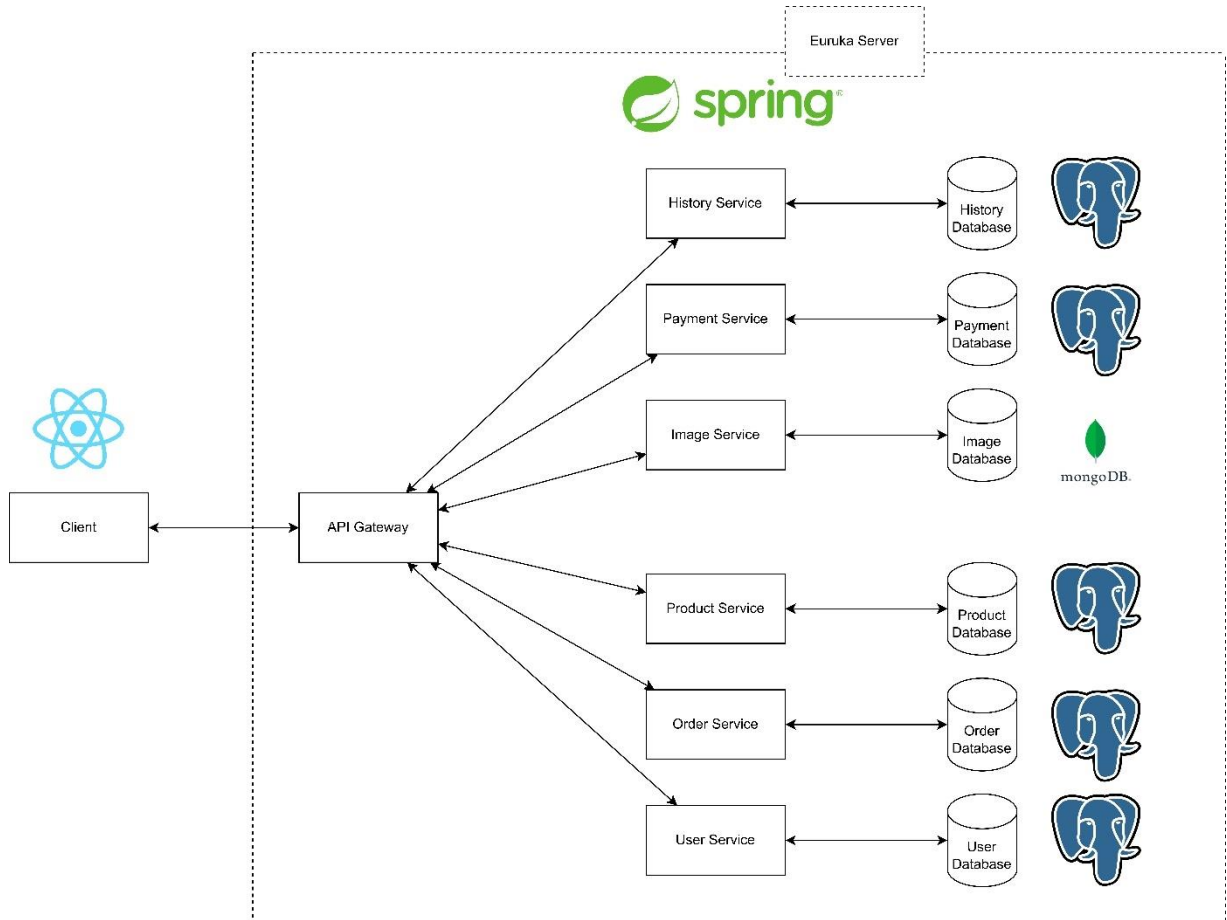 Euruka Server
spring
History Service
History
Database
Payment Service
Payment
Database
Image Service
Image
Database
mongoDB.
Client
API Gateway
Product Service
Product
Database
Order Service
Order
Database
User Service
User
Database